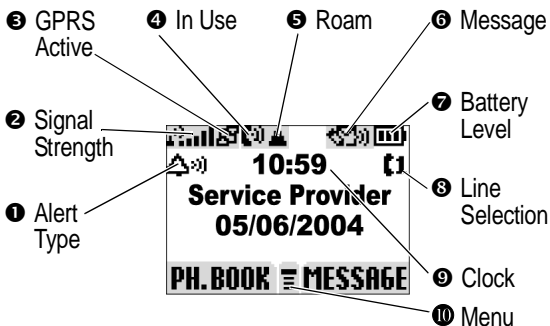 ❸ GPRS Active
❹ In Use
❺ Roam
❻ Message
❷ Signal Strength
❼ Battery Level
❶ Alert Type
10:59
❽ Line Selection
Service Provider
05/06/2004
PH.BOOK
MESSAGE
❾ Clock
❿ Menu